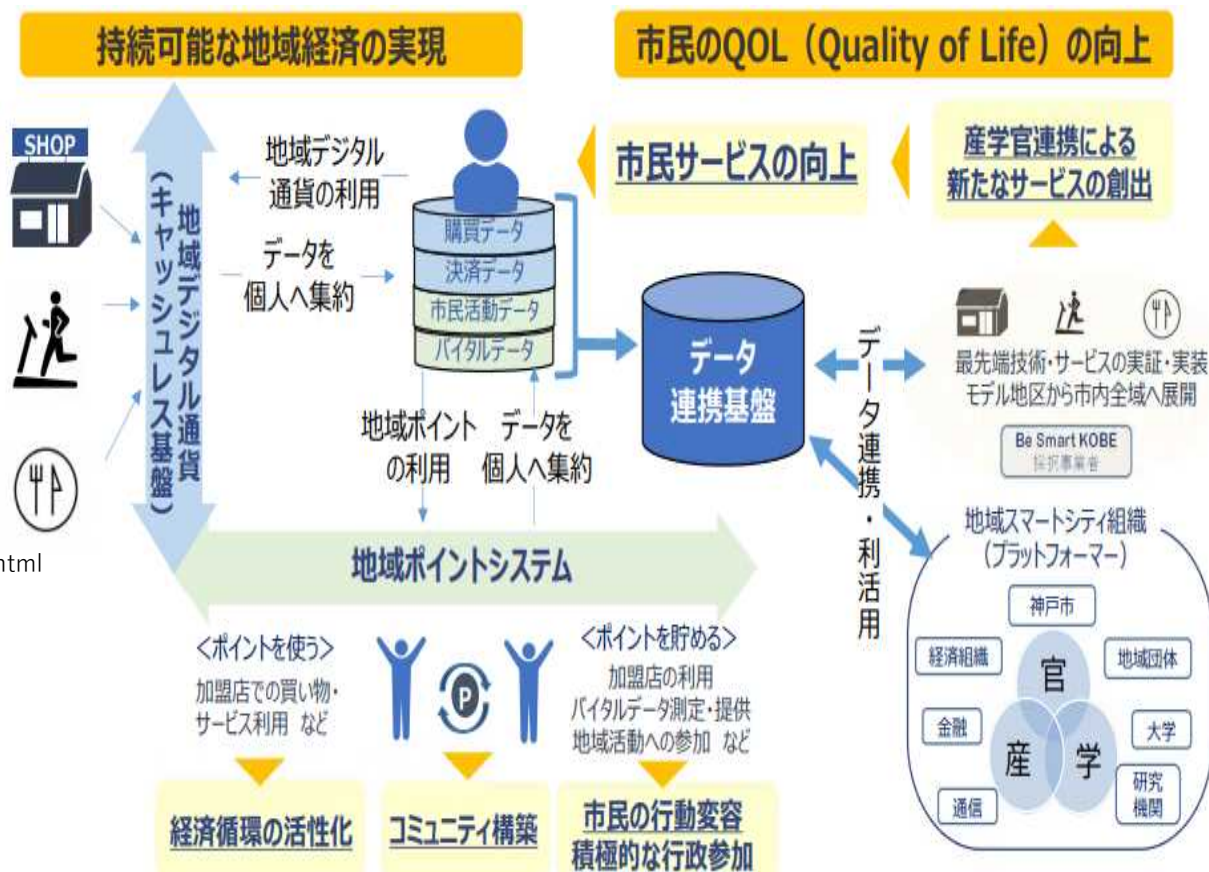 持続可能な地域経済の実現
市民のQOL（Quality of Life）の向上
SHOP
地域デジタル通貨
（キャッシュレス基盤）
地域デジタル
通貨の利用
データを
個人へ集約
購買データ
決済データ
市民活動データ
バイタルデータ
市民サービスの向上
産学官連携による
新たなサービスの創出
データ
連携基盤
データ連携・利活用
最先端技術・サービスの実証・実装
モデル地区から市内全域へ展開
Be Smart KOBE
採択事業者
地域ポイント
の利用
データを
個人へ集約
地域ポイントシステム
html
＜ポイントを使う＞
加盟店での買い物・
サービス利用 など
P
＜ポイントを貯める＞
加盟店の利用
バイタルデータ測定・提供
地域活動への参加 など
経済循環の活性化
コミュニティ構築
市民の行動変容
積極的な行政参加
地域スマートシティ組織
（プラットフォーマー）
神戸市
経済組織
地域団体
官
金融
大学
産
学
通信
研究
機関